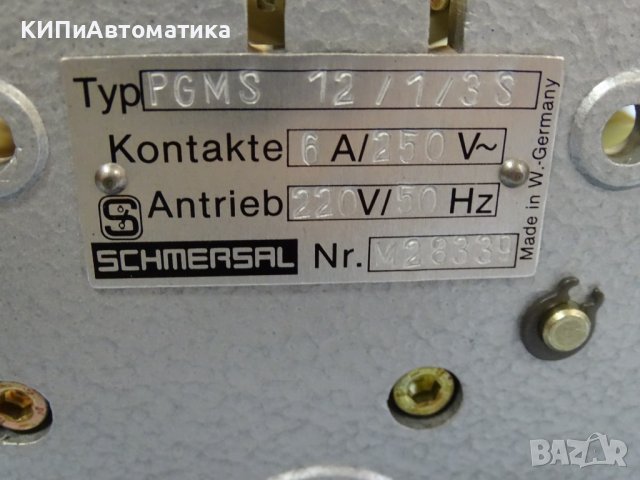 КИПиАвтоматика
Typ PGMS 12/1/3S
Kontakte 6 A/250 V~
Antrieb 220V/50 Hz
SCHMERSAL Nr. M28339
Made in W.-Germany
BAZAR